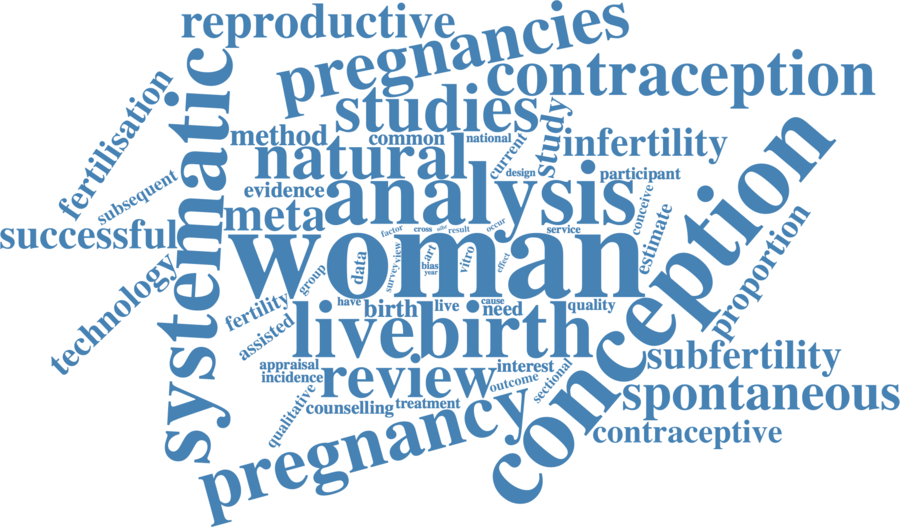 reproductive
pregnancies
contraception
systematic
fertilisation
studies
method
common
national
current
study
infertility
natural
design
conception
subsequent
evidence
analysis
participant
meta
conceive
successful
factor
cross
result
occur
service
woman
estimate
proportion
technology
group
data
survey
view
art
bias
year
vitro
effect
fertility
have
birth
live
cause
need
quality
assisted
livebirth
subfertility
appraisal
incidence
review
interest
outcome
sectional
spontaneous
qualitative
counselling
treatment
pregnancy
contraceptive